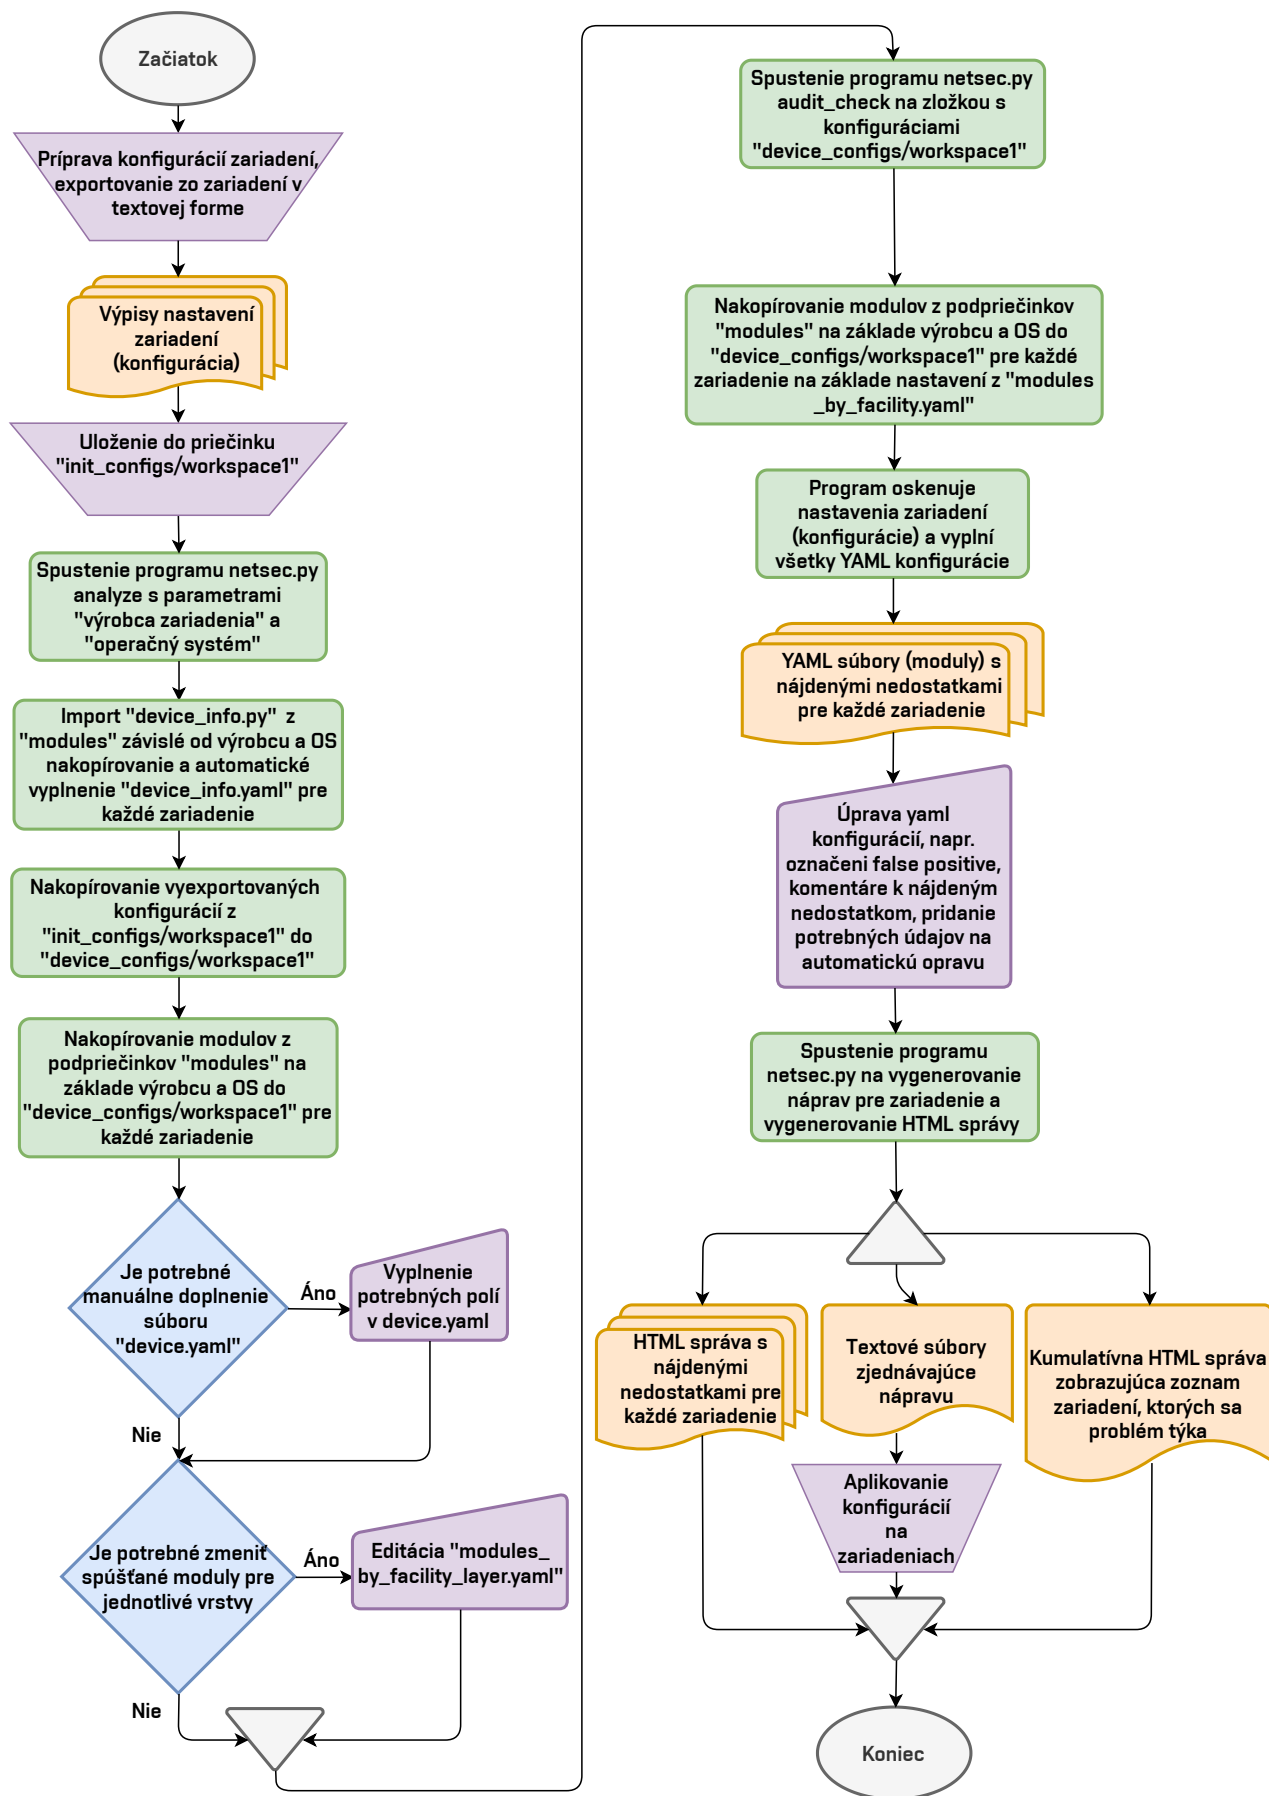 Začiatok
Príprava konfigurácií zariadení,
exportovanie zo zariadení v
textovej forme
Výpisy nastavení
zariadení
(konfigurácia)
Uloženie do priečinku
"init_configs/workspace1"
Spustenie programu netsec.py
analyze s parametrami
"výrobca zariadenia" a
"operačný systém"
Import "device_info.py" z
"modules" závislé od výrobcu a OS
nakopírovanie a automatické
vyplnenie "device_info.yaml" pre
každé zariadenie
Nakopírovanie vyexportovaných
konfigurácií z
"init_configs/workspace1" do
"device_configs/workspace1"
Nakopírovanie modulov z
podpriečinkov "modules" na
základe výrobcu a OS do
"device_configs/workspace1" pre
každé zariadenie
Je potrebné
manuálne doplnenie
súboru
"device.yaml"
Áno
Vyplnenie
potrebných polí
v device.yaml
Nie
Je potrebné zmeniť
spúšťané moduly pre
jednotlivé vrstvy
Áno
Editácia "modules_
by_facility_layer.yaml"
Nie
Spustenie programu netsec.py
audit_check na zložkou s
konfiguráciami
"device_configs/workspace1"
Nakopírovanie modulov z podpriečinkov
"modules" na základe výrobcu a OS do
"device_configs/workspace1" pre každé
zariadenie na základe nastavení z "modules
_by_facility.yaml"
Program oskenuje
nastavenia zariadení
(konfigurácie) a vyplní
všetky YAML konfigurácie
YAML súbory (moduly) s
nájdenými nedostatkami
pre každé zariadenie
Úprava yaml
konfigurácií, napr.
označeni false positive,
komentáre k nájdeným
nedostatkom, pridanie
potrebných údajov na
automatickú opravu
Spustenie programu
netsec.py na vygenerovanie
náprav pre zariadenie a
vygenerovanie HTML správy
HTML správa s
nájdenými
nedostatkami pre
každé zariadenie
Textové súbory
zjednávajúce
nápravu
Kumulatívna HTML správa
zobrazujúca zoznam
zariadení, ktorých sa
problém týka
Aplikovanie
konfigurácií
na
zariadeniach
Koniec